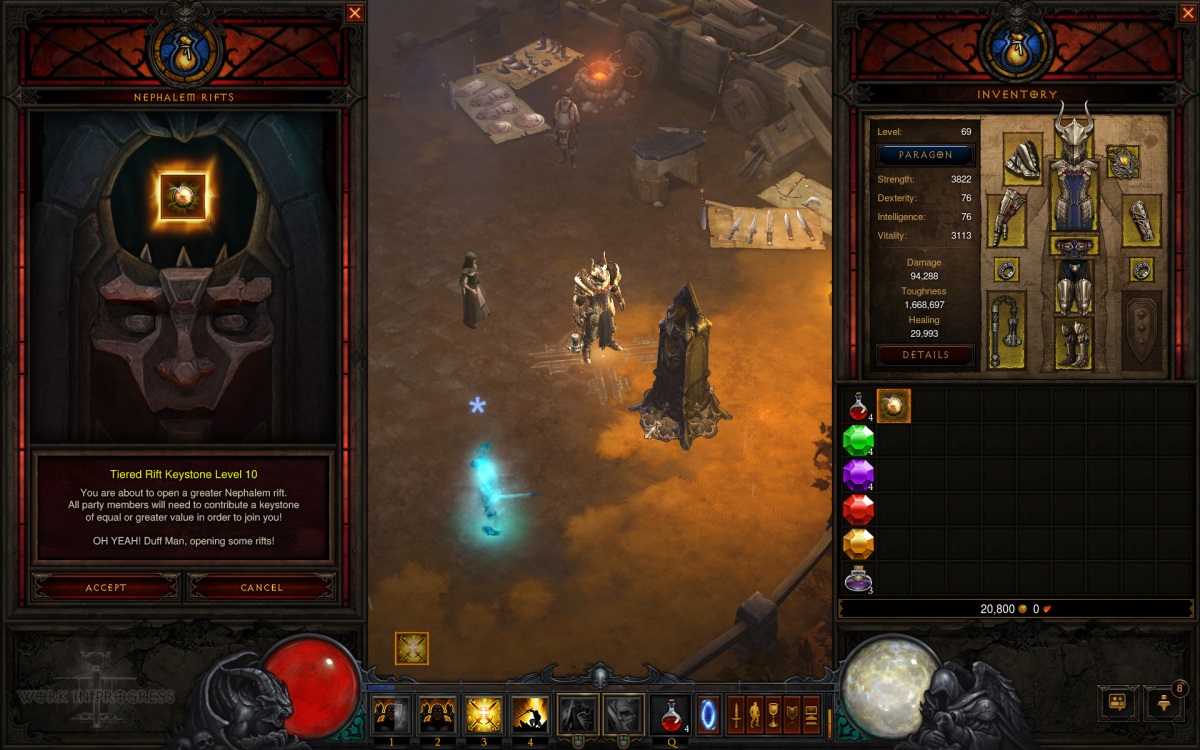 NEPHALEM RIFTS
Tiered Rift Keystone Level 10
You are about to open a greater Nephalem rift.
All party members will need to contribute a keystone
of equal or greater value in order to join you!
OH YEAH! Duff Man, opening some rifts!
ACCEPT
CANCEL
WORK IN PROGRESS
*
1
2
3
4
4
Q
INVENTORY
Level: 69
PARAGON
Strength: 3822
Dexterity: 76
Intelligence: 76
Vitality: 3113
Damage
94,288
Toughness
1,668,697
Healing
29,993
DETAILS
4
4
4
3
20,800 0
8